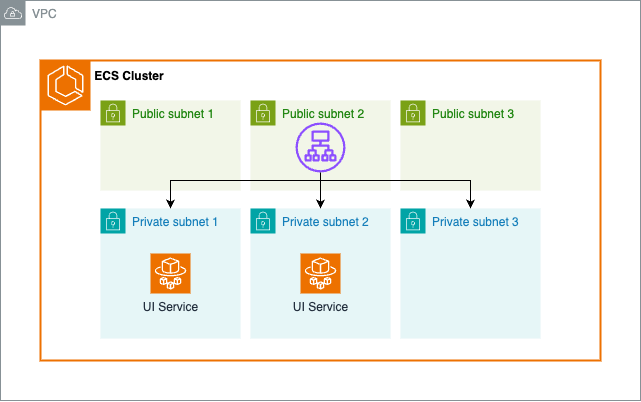 VPC
ECS Cluster
Public subnet 1
Public subnet 2
Public subnet 3
Private subnet 1
Private subnet 2
Private subnet 3
UI Service
UI Service